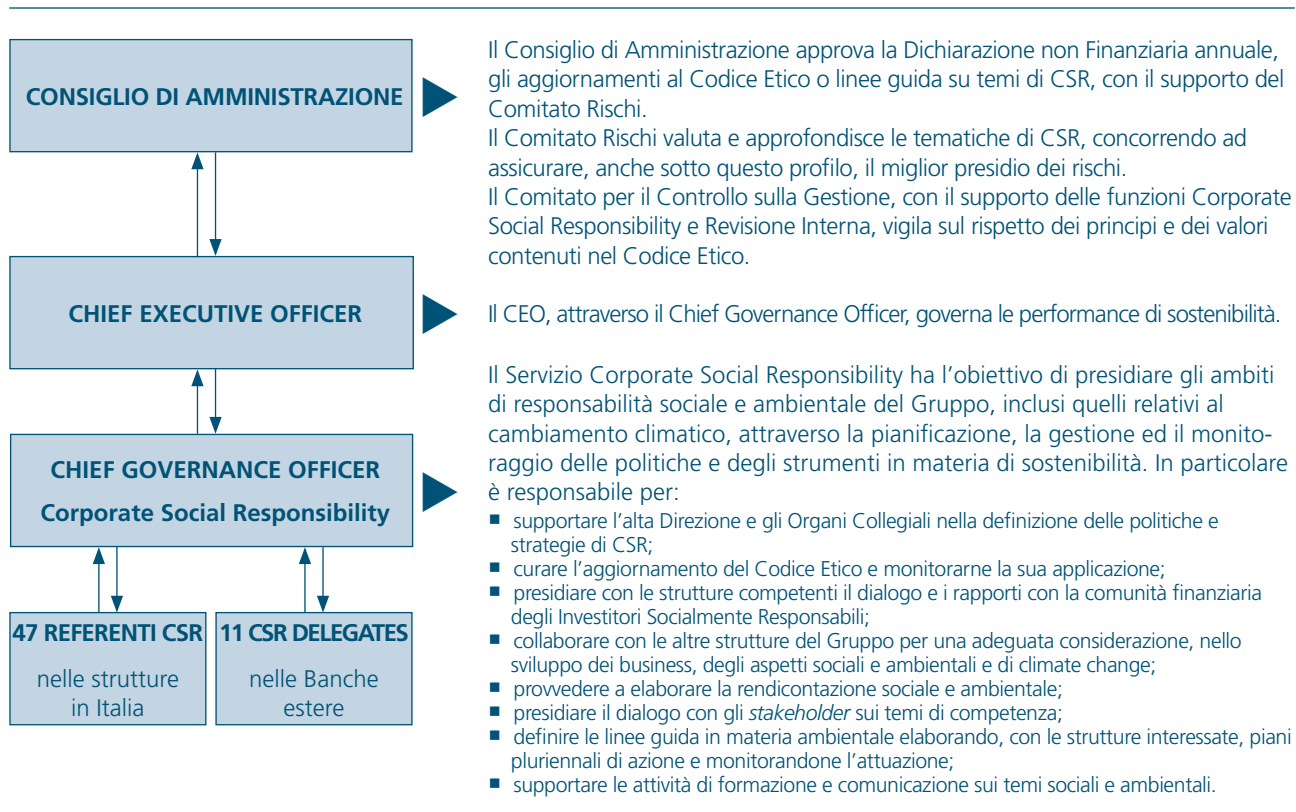 CONSIGLIO DI AMMINISTRAZIONE
Il Consiglio di Amministrazione approva la Dichiarazione non Finanziaria annuale,
gli aggiornamenti al Codice Etico o linee guida su temi di CSR, con il supporto del
Comitato Rischi.
Il Comitato Rischi valuta e approfondisce le tematiche di CSR, concorrendo ad
assicurare, anche sotto questo profilo, il miglior presidio dei rischi.
Il Comitato per il Controllo sulla Gestione, con il supporto delle funzioni Corporate
Social Responsibility e Revisione Interna, vigila sul rispetto dei principi e dei valori
contenuti nel Codice Etico.
CHIEF EXECUTIVE OFFICER
Il CEO, attraverso il Chief Governance Officer, governa le performance di sostenibilità.
CHIEF GOVERNANCE OFFICER
Corporate Social Responsibility
Il Servizio Corporate Social Responsibility ha l'obiettivo di presidiare gli ambiti
di responsabilità sociale e ambientale del Gruppo, inclusi quelli relativi al
cambiamento climatico, attraverso la pianificazione, la gestione ed il monito-
raggio delle politiche e degli strumenti in materia di sostenibilità. In particolare
è responsabile per:
■ supportare l'alta Direzione e gli Organi Collegiali nella definizione delle politiche e
strategie di CSR;
■ curare l'aggiornamento del Codice Etico e monitorarne la sua applicazione;
■ presidiare con le strutture competenti il dialogo e i rapporti con la comunità finanziaria
degli Investitori Socialmente Responsabili;
■ collaborare con le altre strutture del Gruppo per una adeguata considerazione, nello
sviluppo dei business, degli aspetti sociali e ambientali e di climate change;
■ provvedere a elaborare la rendicontazione sociale e ambientale;
■ presidiare il dialogo con gli stakeholder sui temi di competenza;
■ definire le linee guida in materia ambientale elaborando, con le strutture interessate, piani
pluriennali di azione e monitorandone l'attuazione;
■ supportare le attività di formazione e comunicazione sui temi sociali e ambientali.
47 REFERENTI CSR
nelle strutture
in Italia
11 CSR DELEGATES
nelle Banche
estere